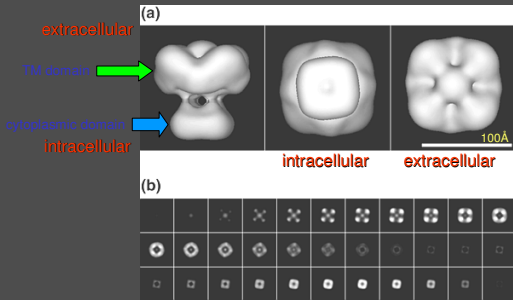 (a)
extracellular
TM domain
cytoplasmic domain
intracellular
100Å
intracellular
extracellular
(b)